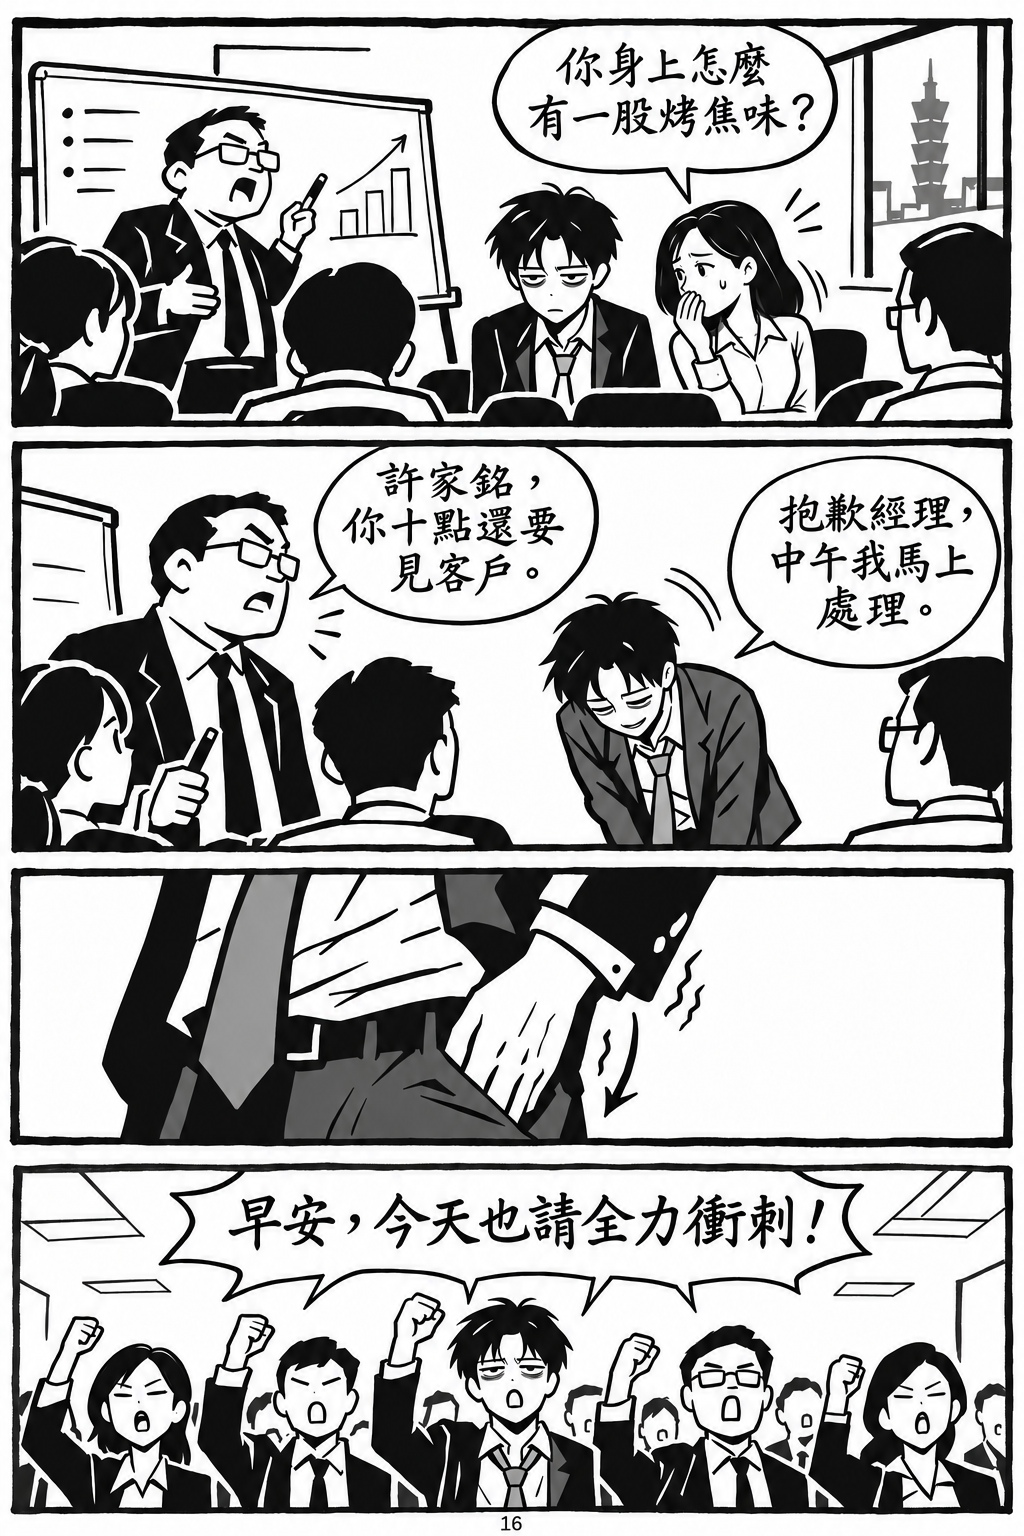 你身上怎麼
有一股烤焦味？
許家銘，
你十點還要
見客戶。
抱歉經理，
中午我馬上
處理。
早安，今天也請全力衝刺！
16